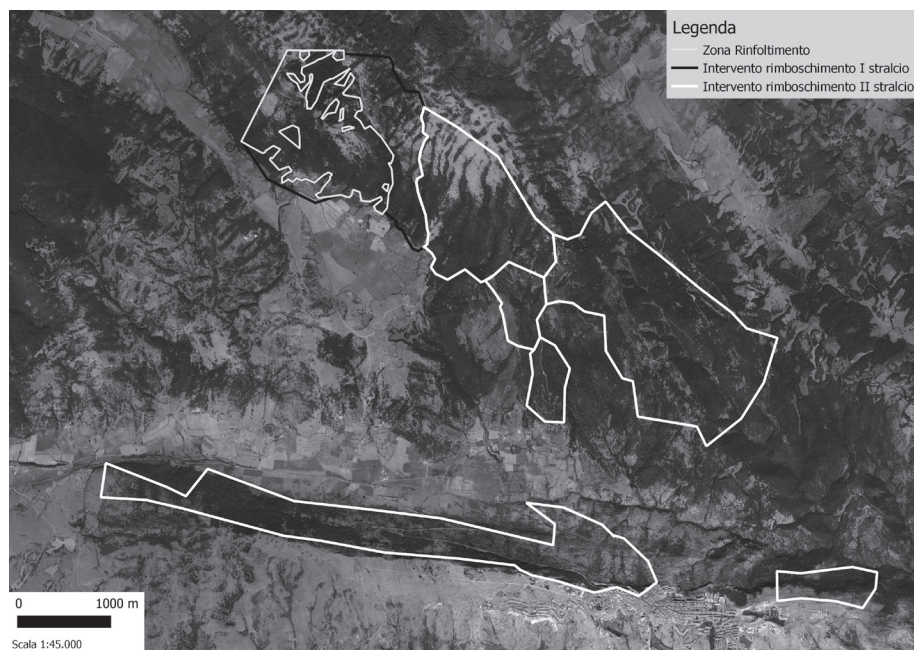 Legenda
Zona Rinfoltimento
Intervento rimboschimento I stralcio
Intervento rimboschimento II stralcio
0 1000 m
Scala 1:45.000